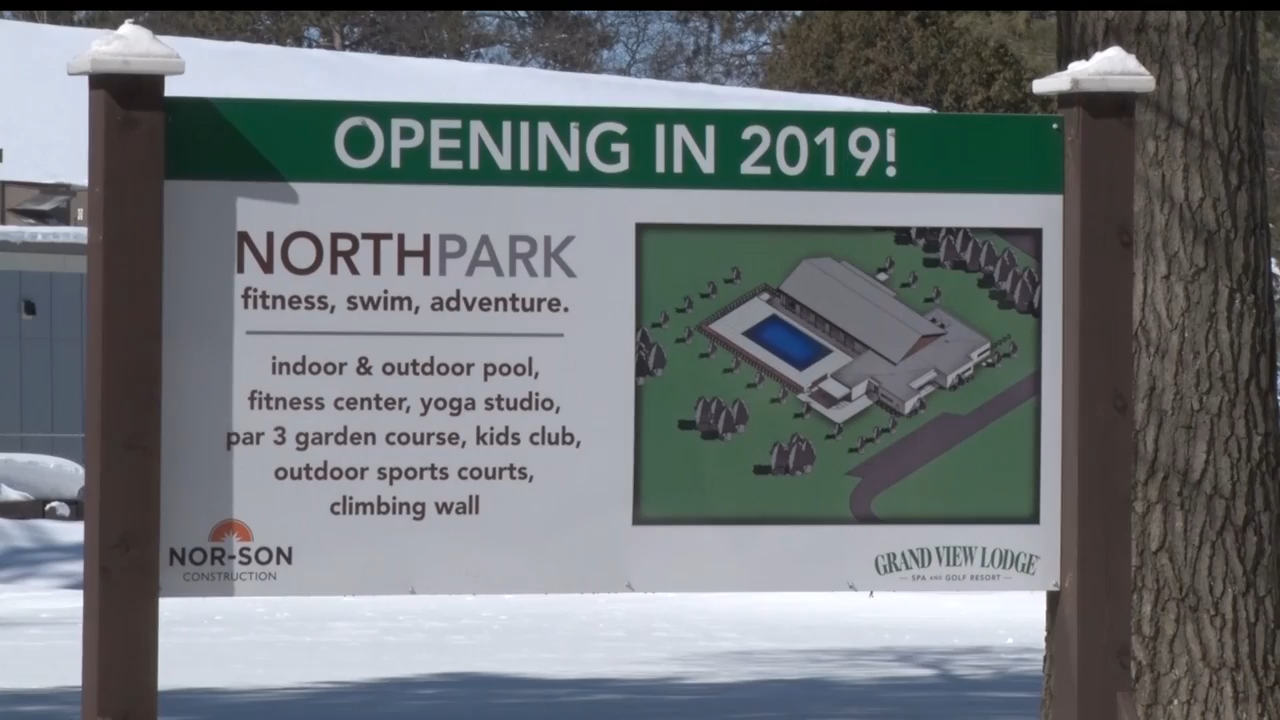 OPENING IN 2019!
NORTHPARK
fitness, swim, adventure.
indoor & outdoor pool,
fitness center, yoga studio,
par 3 garden course, kids club,
outdoor sports courts,
climbing wall
NOR-SON
CONSTRUCTION
GRAND VIEW LODGE
— SPA AND GOLF RESORT —